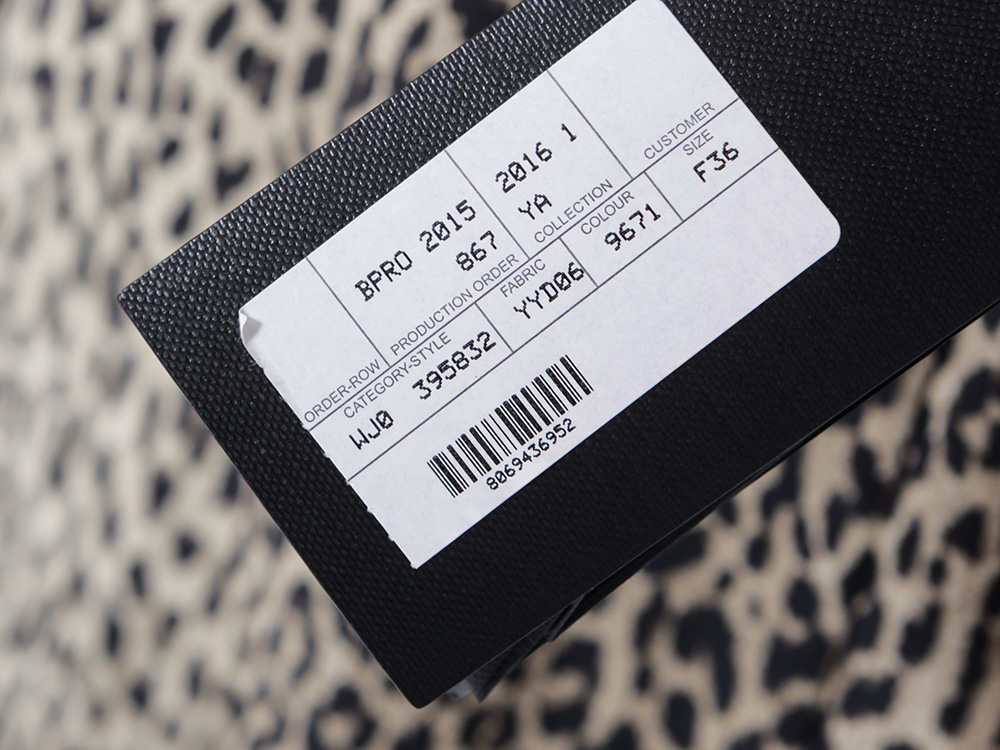 BPRO 2015
867
2016 1
YA
ORDER-ROW
PRODUCTION ORDER
COLLECTION
CUSTOMER
CATEGORY-STYLE
FABRIC
COLOUR
SIZE
WJ0 395832
YYD06
9671
F36
8069436952